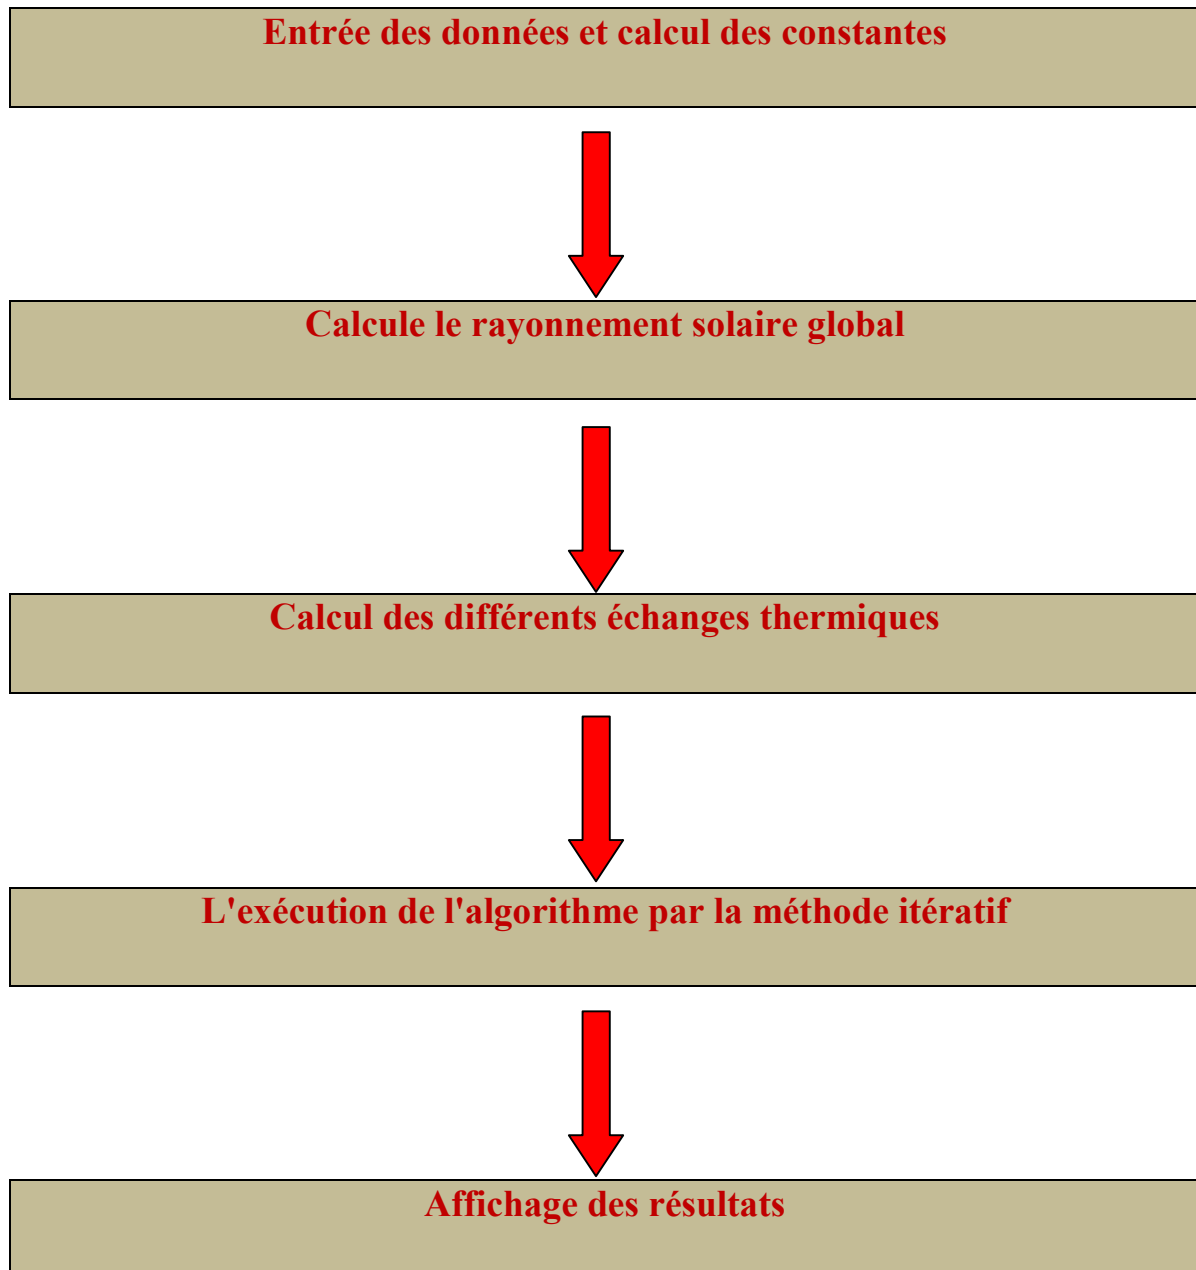 Entrée des données et calcul des constantes
Calcule le rayonnement solaire global
Calcul des différents échanges thermiques
L'exécution de l'algorithme par la méthode itératif
Affichage des résultats